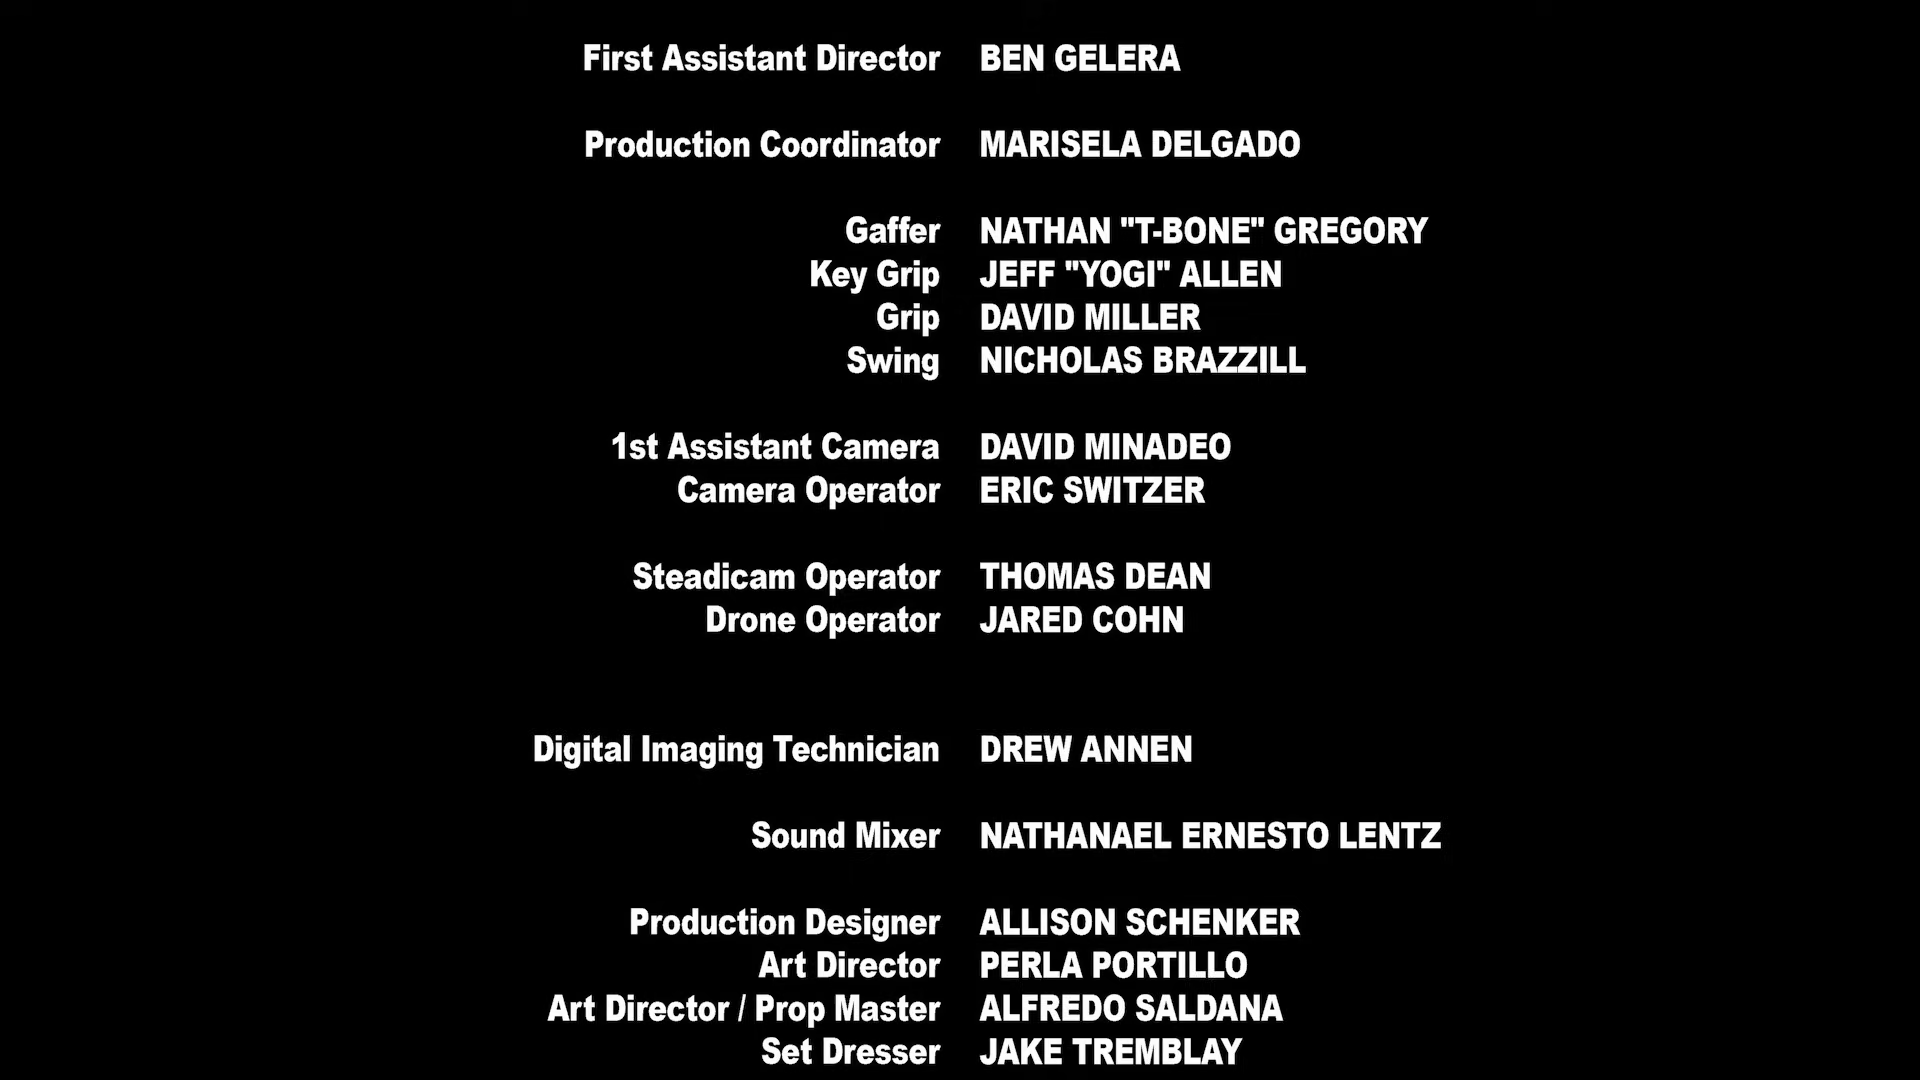 First Assistant Director BEN GELERA
Production Coordinator MARISELA DELGADO
Gaffer NATHAN "T-BONE" GREGORY
Key Grip JEFF "YOGI" ALLEN
Grip DAVID MILLER
Swing NICHOLAS BRAZZILL
1st Assistant Camera DAVID MINADEO
Camera Operator ERIC SWITZER
Steadicam Operator THOMAS DEAN
Drone Operator JARED COHN
Digital Imaging Technician DREW ANNEN
Sound Mixer NATHANAEL ERNESTO LENTZ
Production Designer ALLISON SCHENKER
Art Director PERLA PORTILLO
Art Director / Prop Master ALFREDO SALDANA
Set Dresser JAKE TREMBLAY